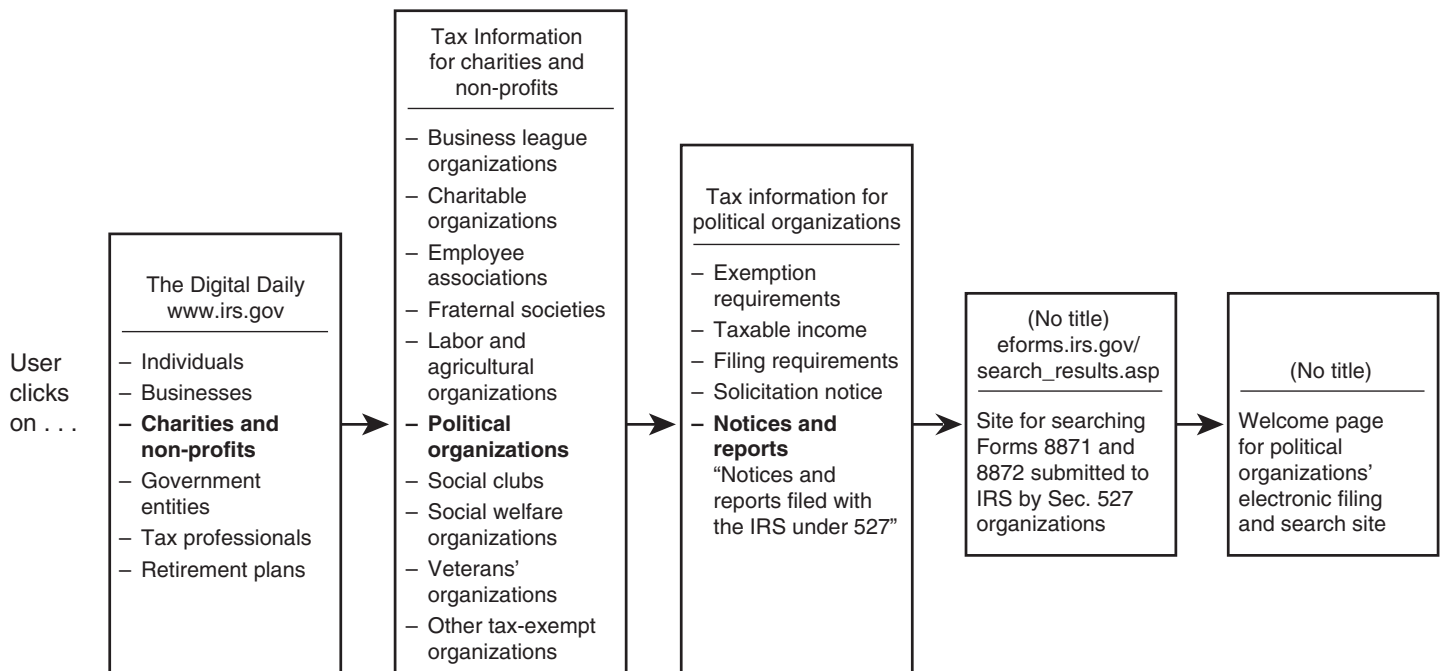 User
clicks
on . . .
The Digital Daily
www.irs.gov
– Individuals
– Businesses
– Charities and
non-profits
– Government
entities
– Tax professionals
– Retirement plans
Tax Information
for charities and
non-profits
– Business league
organizations
– Charitable
organizations
– Employee
associations
– Fraternal societies
– Labor and
agricultural
organizations
– Political
organizations
– Social clubs
– Social welfare
organizations
– Veterans’
organizations
– Other tax-exempt
organizations
Tax information for
political organizations
– Exemption
requirements
– Taxable income
– Filing requirements
– Solicitation notice
– Notices and
reports
“Notices and
reports filed with
the IRS under 527”
(No title)
eforms.irs.gov/
search_results.asp
Site for searching
Forms 8871 and
8872 submitted to
IRS by Sec. 527
organizations
(No title)
Welcome page
for political
organizations’
electronic filing
and search site